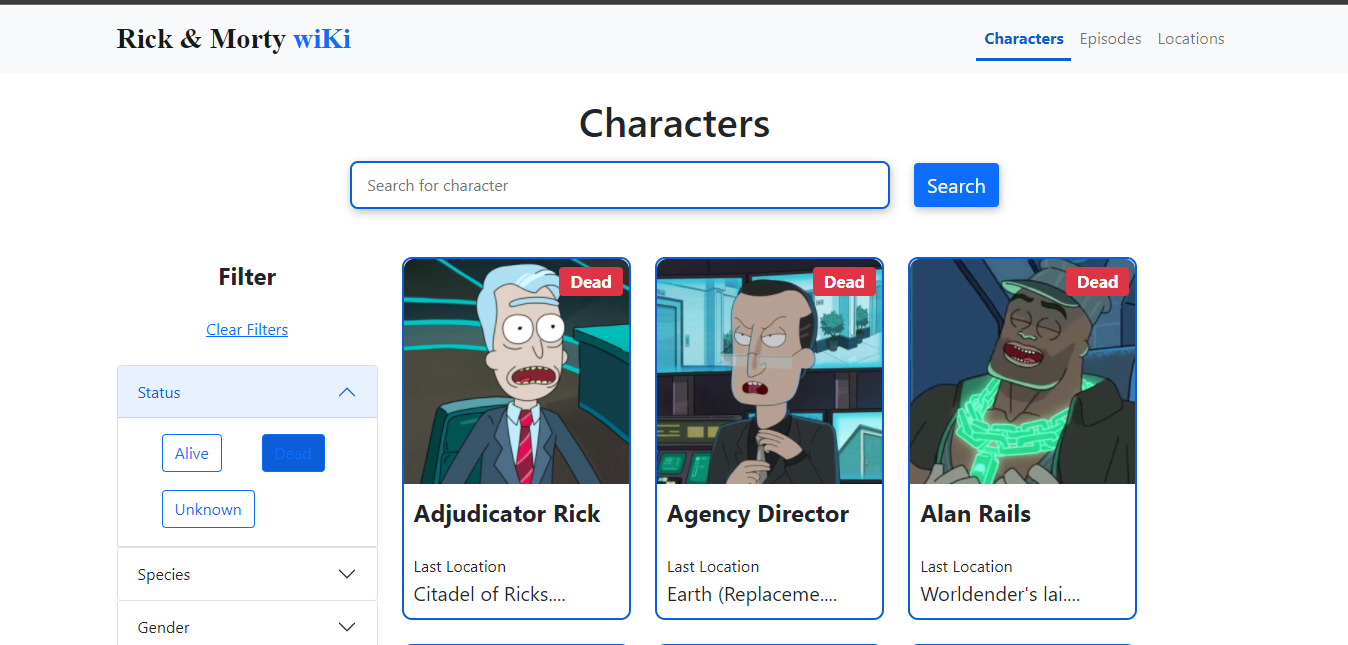 Rick & Morty wiKi
Characters Episodes Locations
Characters
Search for character
Search
Filter
Clear Filters
Status
Alive
Dead
Unknown
Species
Gender
Dead
Adjudicator Rick
Last Location
Citadel of Ricks....
Dead
Agency Director
Last Location
Earth (Replaceme....
Dead
Alan Rails
Last Location
Worldender's lai....